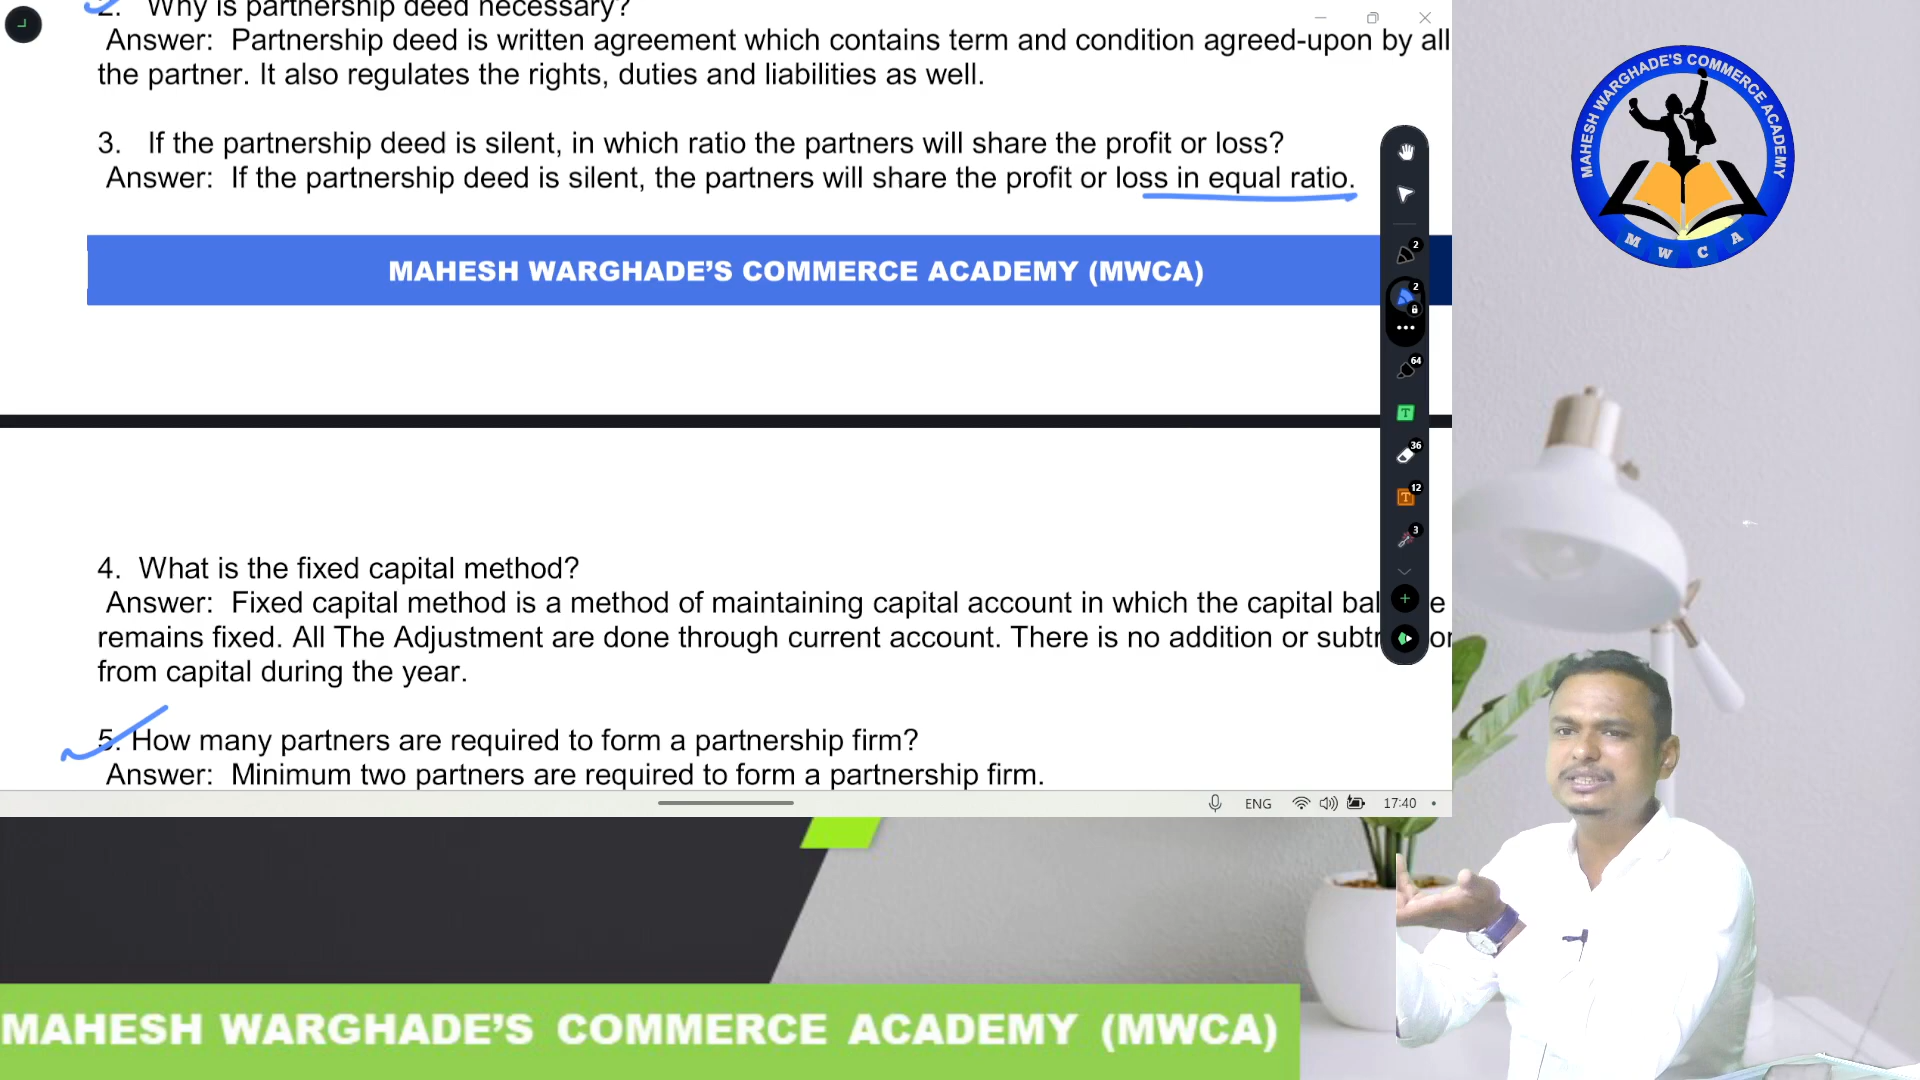 2. Why is partnership deed necessary?
Answer: Partnership deed is written agreement which contains term and condition agreed-upon by all
the partner. It also regulates the rights, duties and liabilities as well.
3. If the partnership deed is silent, in which ratio the partners will share the profit or loss?
Answer: If the partnership deed is silent, the partners will share the profit or loss in equal ratio.
MAHESH WARGHADE’S COMMERCE ACADEMY (MWCA)
4. What is the fixed capital method?
Answer: Fixed capital method is a method of maintaining capital account in which the capital
remains fixed. All The Adjustment are done through current account. There is no addition or
from capital during the year.
5. How many partners are required to form a partnership firm?
Answer: Minimum two partners are required to form a partnership firm.
2
2
64
T
36
T 12
3
ENG 17:40
MAHESH WARGHADE'S COMMERCE ACADEMY
M W C A
MAHESH WARGHADE’S COMMERCE ACADEMY (MWCA)